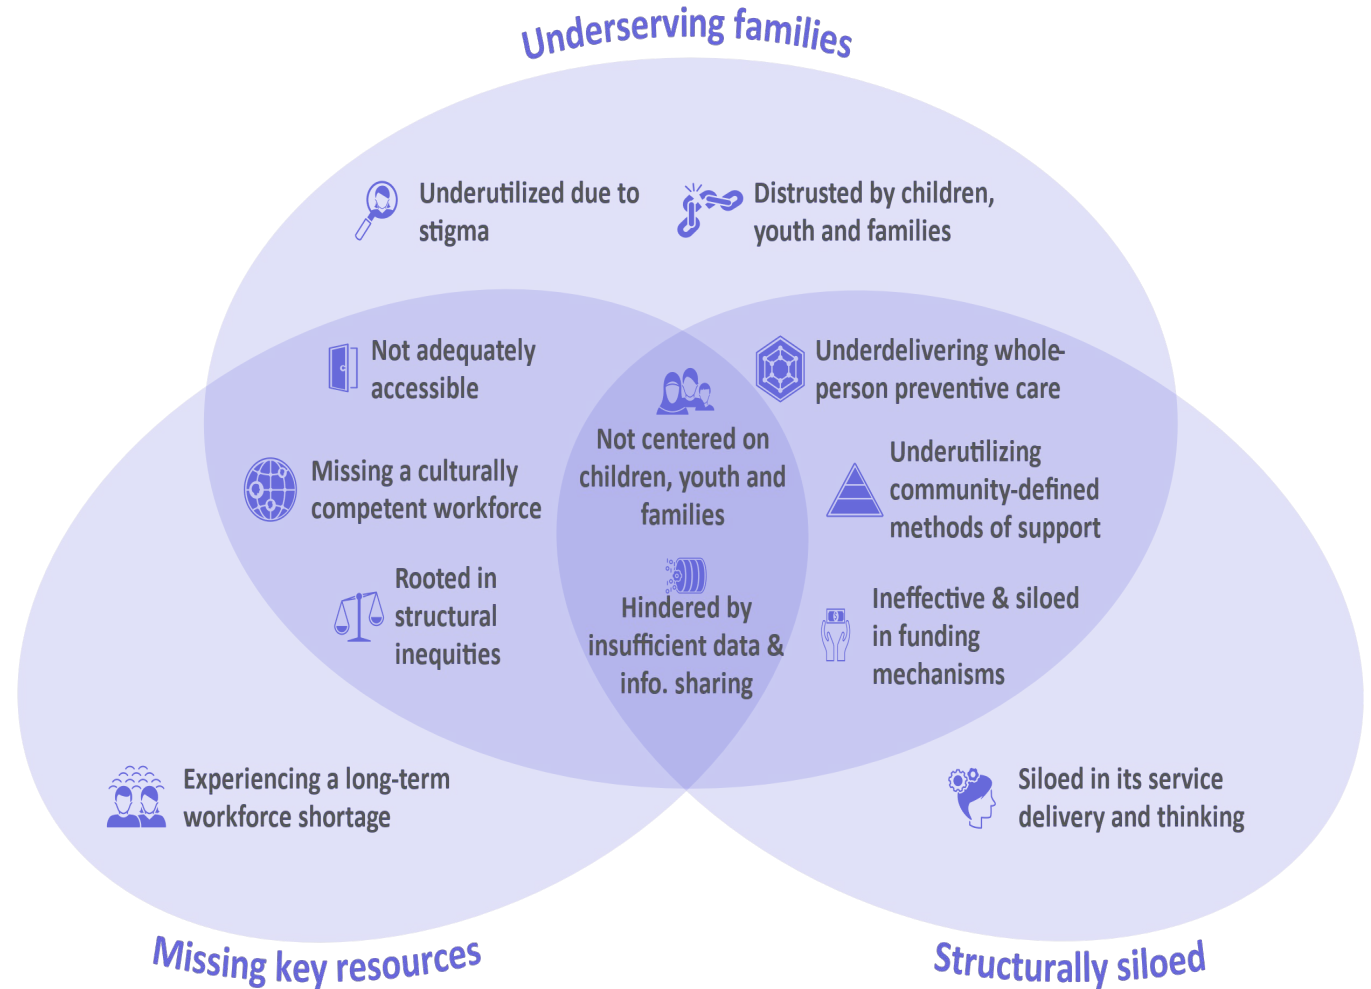 Underserving families
Underutilized due to
stigma
Distrusted by children,
youth and families
Not adequately
accessible
Underdelivering whole-
person preventive care
Not centered on
children, youth and
families
Missing a culturally
competent workforce
Underutilizing
community-defined
methods of support
Rooted in
structural
inequities
Hindered by
insufficient data &
info. sharing
Ineffective & siloed
in funding
mechanisms
Experiencing a long-term
workforce shortage
Siloed in its service
delivery and thinking
Missing key resources
Structurally siloed